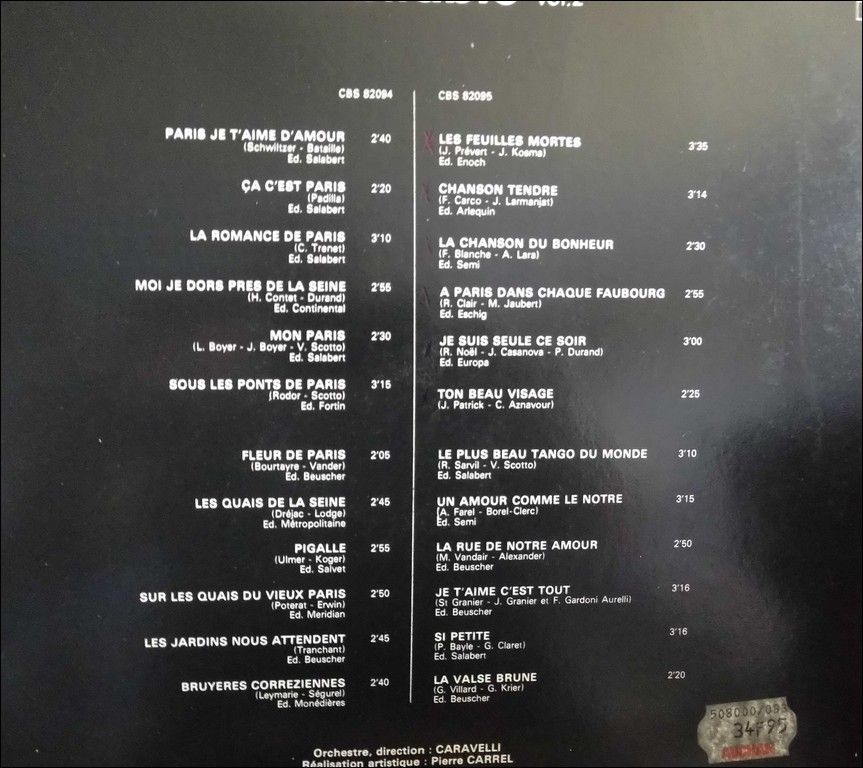 VOL.2
CBS 82094
PARIS JE T'AIME D'AMOUR 2'40
(Schwiltzer - Bataille)
Ed. Salabert
ÇA C'EST PARIS 2'20
(Padilla)
Ed. Salabert
LA ROMANCE DE PARIS 3'10
(C. Trenet)
Ed. Salabert
MOI JE DORS PRES DE LA SEINE 2'55
(H. Contet - Durand)
Ed. Continental
MON PARIS 2'30
(L. Boyer - J. Boyer - V. Scotto)
Ed. Salabert
SOUS LES PONTS DE PARIS 3'15
(Rodor - Scotto)
Ed. Fortin
FLEUR DE PARIS 2'05
(Bourtayre - Vander)
Ed. Beuscher
LES QUAIS DE LA SEINE 2'45
(Dréjac - Lodge)
Ed. Métropolitaine
PIGALLE 2'55
(Ulmer - Koger)
Ed. Salvet
SUR LES QUAIS DU VIEUX PARIS 2'50
(Poterat - Erwin)
Ed. Meridian
LES JARDINS NOUS ATTENDENT 2'45
(Tranchant)
Ed. Beuscher
BRUYERES CORREZIENNES 2'40
(Leymarie - Ségurel)
Ed. Monédières
CBS 82095
LES FEUILLES MORTES 3'35
(J. Prévert - J. Kosma)
Ed. Enoch
CHANSON TENDRE 3'14
(F. Carco - J. Larmanjat)
Ed. Arlequin
LA CHANSON DU BONHEUR 2'30
(F. Blanche - A. Lara)
Ed. Semi
A PARIS DANS CHAQUE FAUBOURG 2'55
(R. Clair - M. Jaubert)
Ed. Eschig
JE SUIS SEULE CE SOIR 3'00
(R. Noël - J. Casanova - P. Durand)
Ed. Europa
TON BEAU VISAGE 2'25
(J. Patrick - C. Aznavour)
LE PLUS BEAU TANGO DU MONDE 3'10
(R. Sarvil - V. Scotto)
Ed. Salabert
UN AMOUR COMME LE NOTRE 3'15
(A. Farel - Borel-Clerc)
Ed. Semi
LA RUE DE NOTRE AMOUR 2'50
(M. Vandair - Alexander)
Ed. Beuscher
JE T'AIME C'EST TOUT 3'16
(St Granier - J. Granier et F. Gardoni Aurelli)
Ed. Beuscher
SI PETITE 3'16
(P. Bayle - G. Claret)
Ed. Salabert
LA VALSE BRUNE 2'20
(G. Villard - G. Krier)
Ed. Beuscher
Orchestre, direction : CARAVELLI
Réalisation artistique : Pierre CARREL
34F95